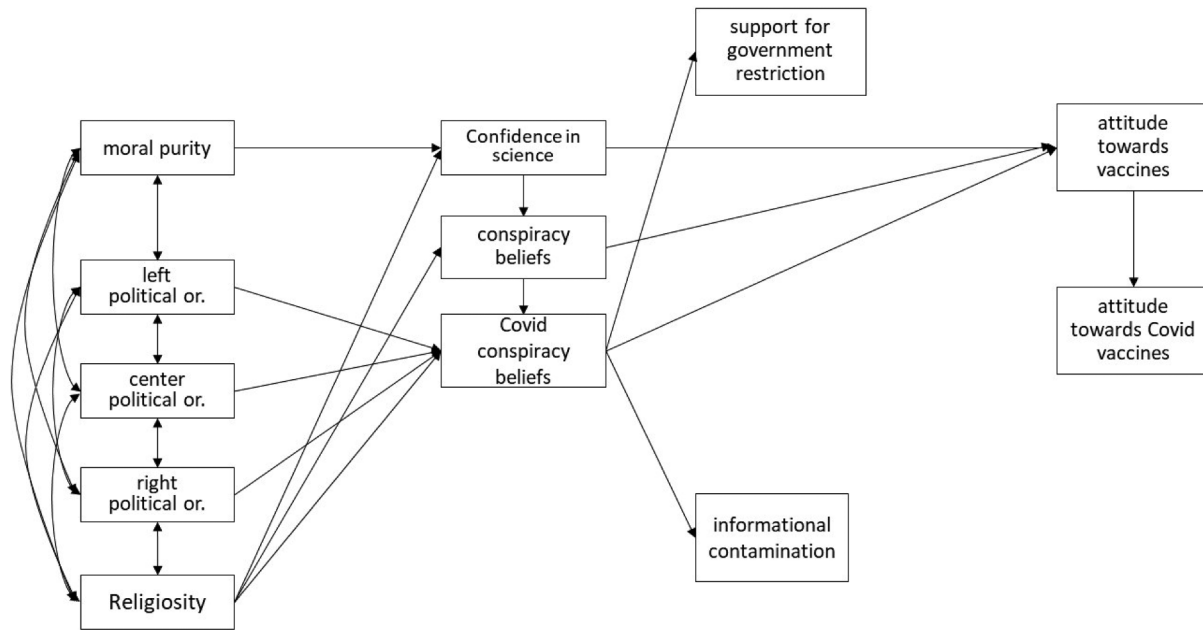 support for
government
restriction
moral purity
Confidence in
science
attitude
towards
vaccines
conspiracy
beliefs
left
political or.
Covid
conspiracy
beliefs
attitude
towards Covid
vaccines
center
political or.
right
political or.
informational
contamination
Religiosity